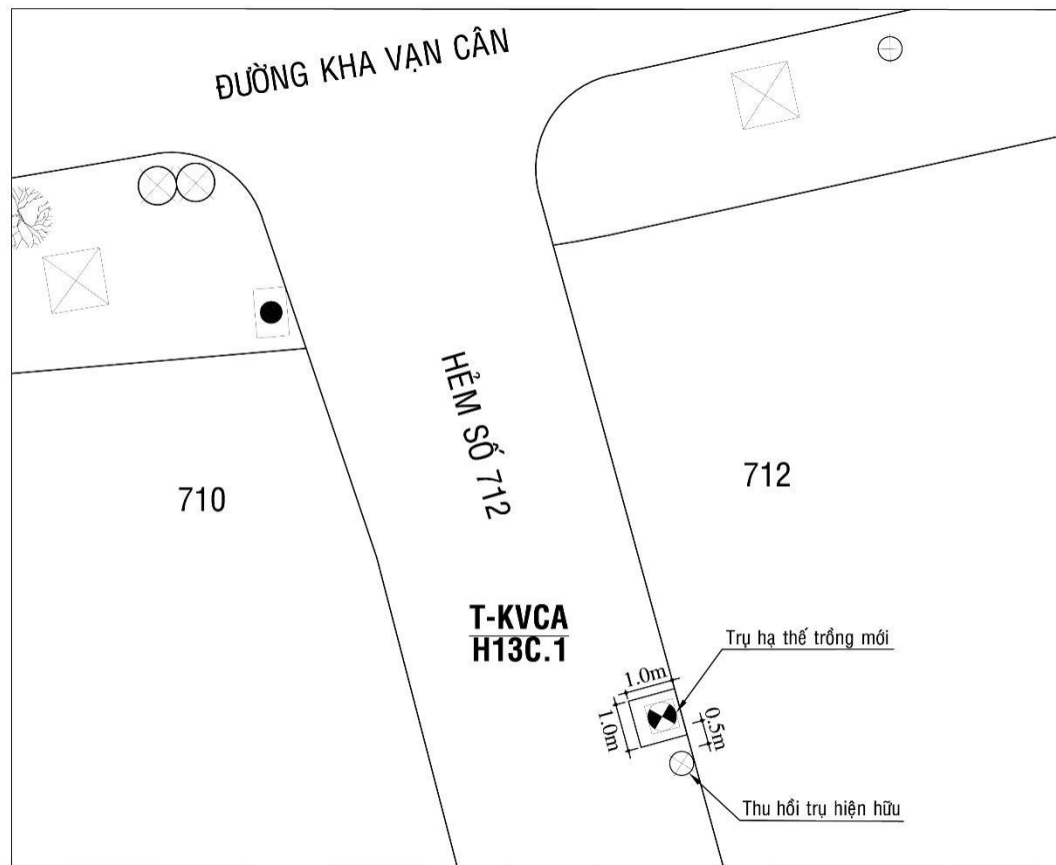 ĐƯỜNG KHA VẠN CÂN
HẺM SỐ 712
710
712
T-KVCA
H13C.1
Trụ hạ thế trồng mới
1.0m
1.0m
0.5m
Thu hồi trụ hiện hữu